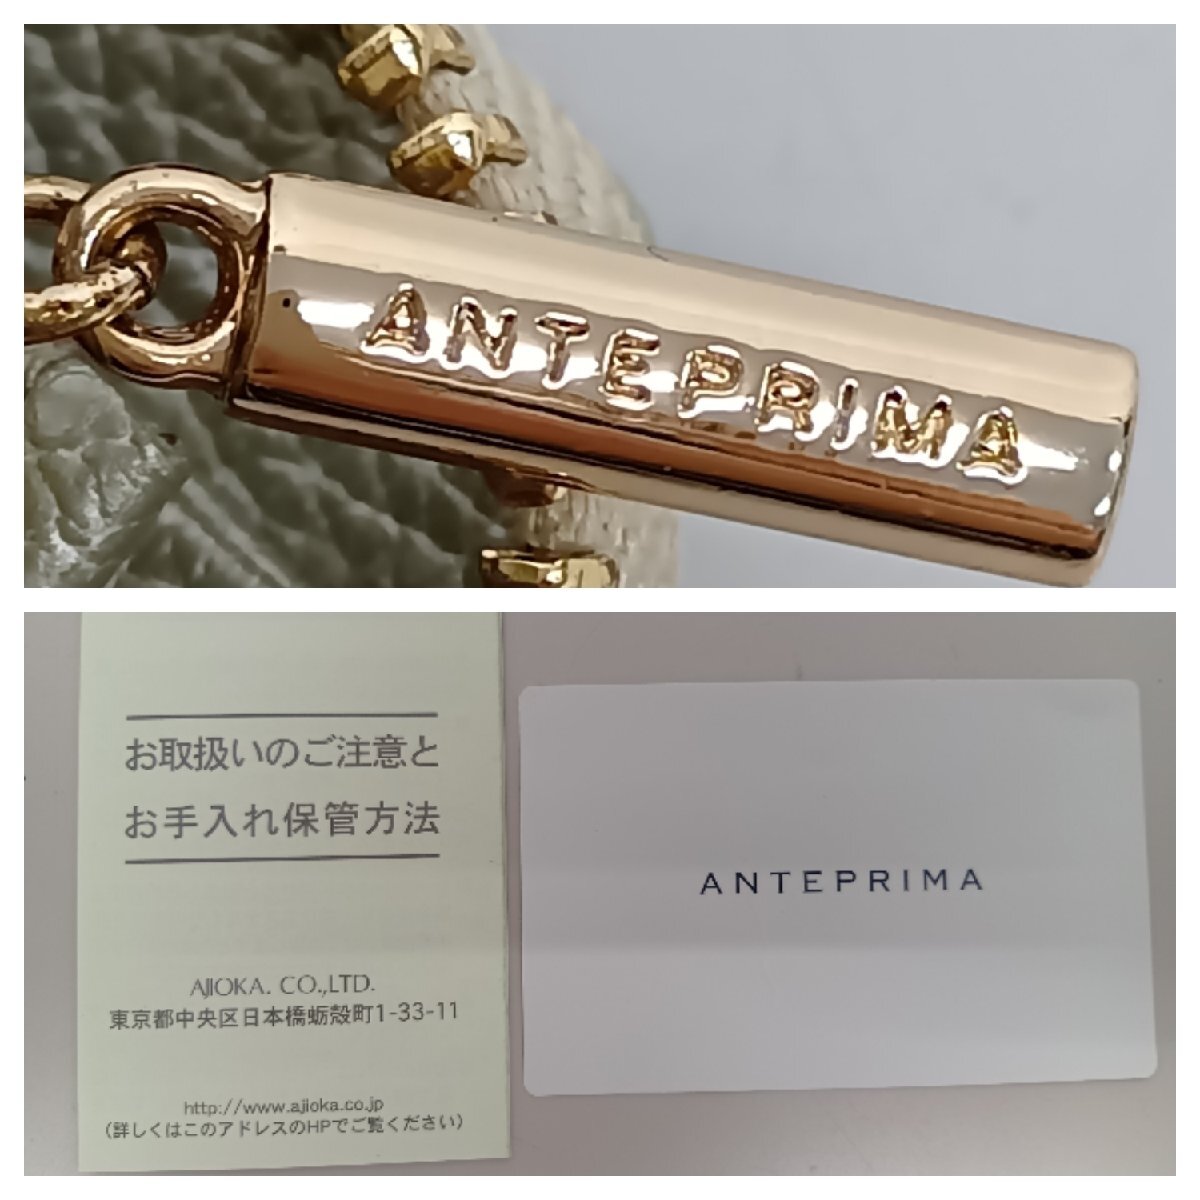 ANTEPRIMA
お取扱いのご注意と
お手入れ保管方法
AJIOKA. CO.,LTD.
東京都中央区日本橋蛎殻町1-33-11
http://www.ajioka.co.jp
（詳しくはこのアドレスのHPでご覧ください）
ANTEPRIMA